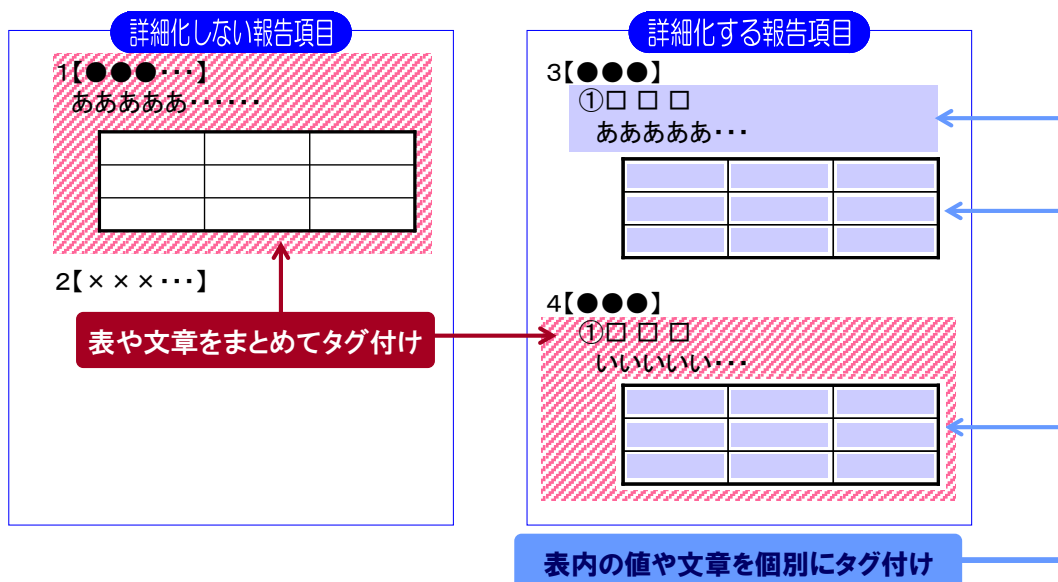 詳細化しない報告項目
1【●●●･･･】
あああああ･･････
2【×××･･･】
表や文章をまとめてタグ付け
詳細化する報告項目
3【●●●】
①□ □ □
あああああ･･･
4【●●●】
①□ □ □
いいいいい･･･
表内の値や文章を個別にタグ付け